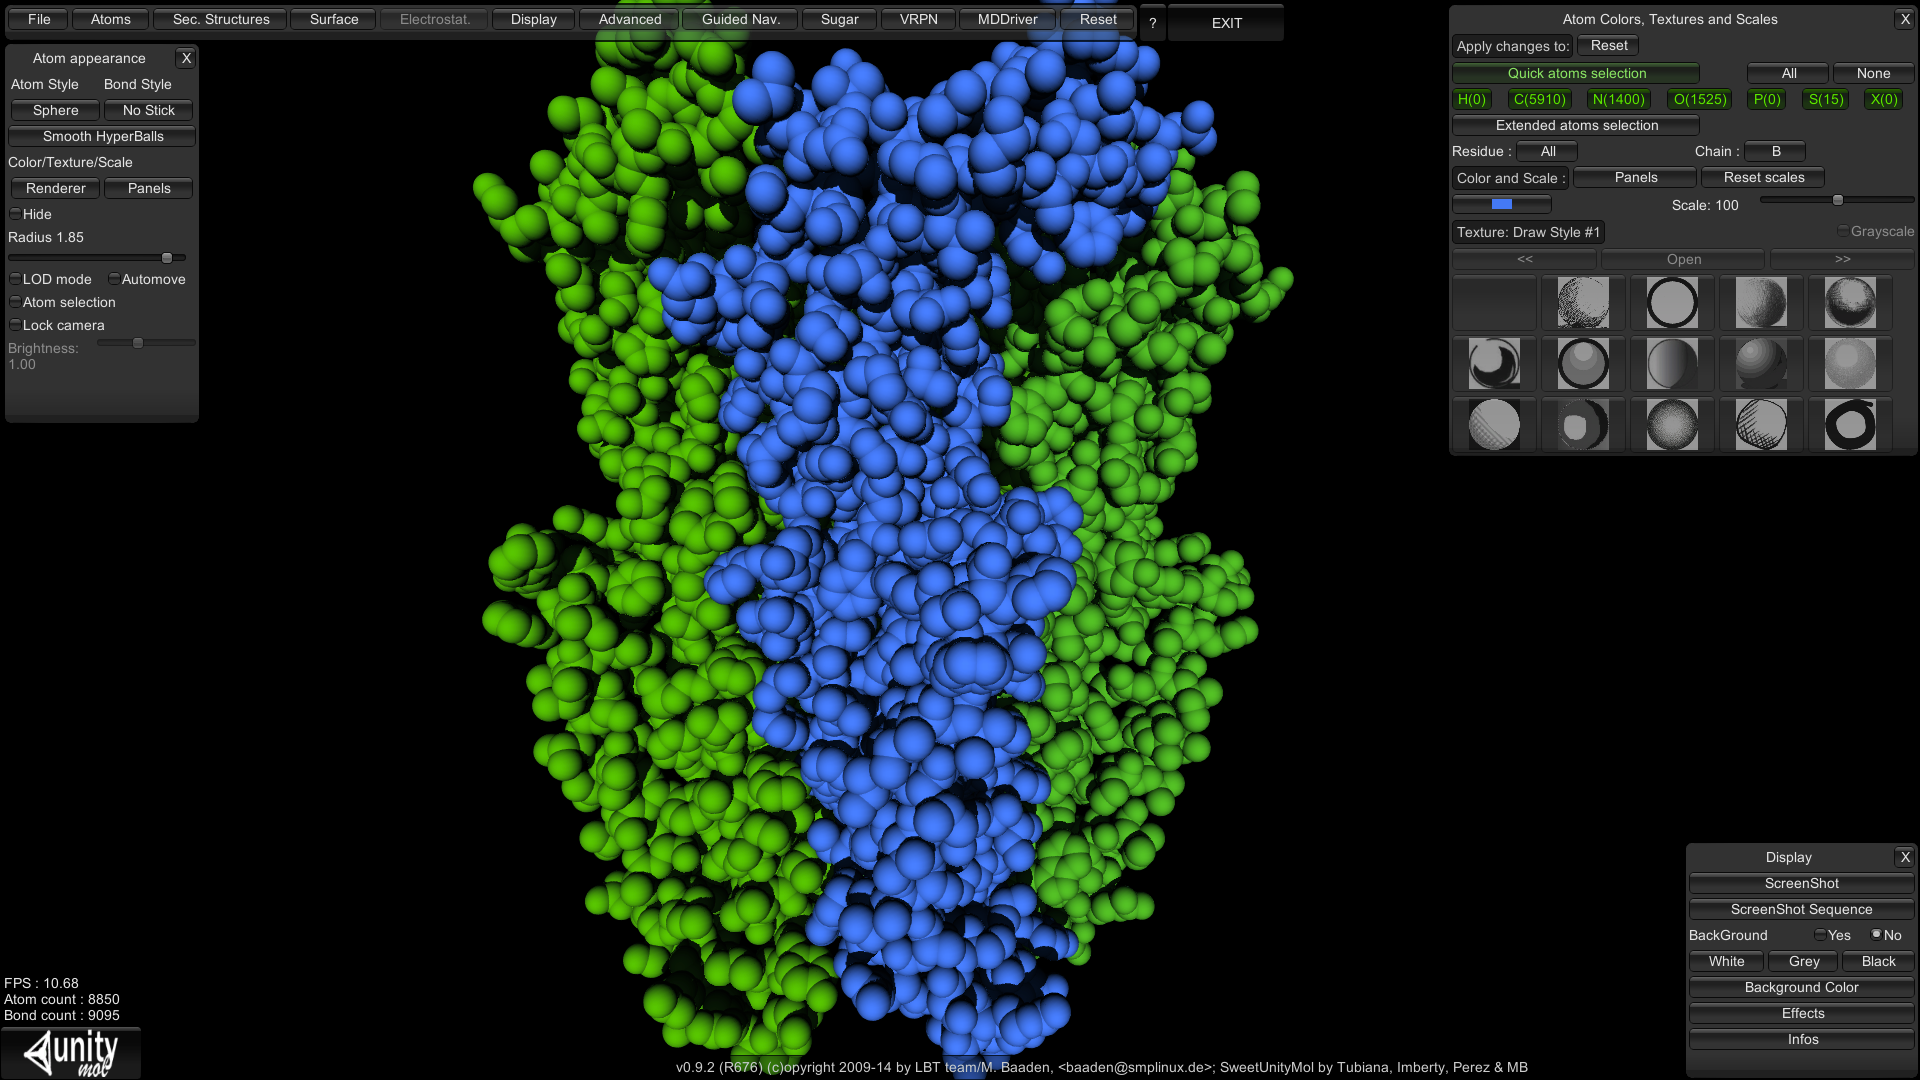 File Atoms Sec. Structures Surface Electrostat. Display Advanced Guided Nav. Sugar VRPN MDDriver Reset ? EXIT
Atom appearance X
Atom Style Bond Style
Sphere No Stick
Smooth HyperBalls
Color/Texture/Scale
Renderer Panels
Hide
Radius 1.85
LOD mode Automove
Atom selection
Lock camera
Brightness:
1.00
Atom Colors, Textures and Scales X
Apply changes to: Reset
Quick atoms selection All None
H(0) C(5910) N(1400) O(1525) P(0) S(15) X(0)
Extended atoms selection
Residue : All Chain : B
Color and Scale : Panels Reset scales
Scale: 100
Texture: Draw Style #1 Grayscale
<< Open >>
Display X
ScreenShot
ScreenShot Sequence
BackGround Yes No
White Grey Black
Background Color
Effects
Infos
FPS : 10.68
Atom count : 8850
Bond count : 9095
unity
mol
v0.9.2 (R676) (c)opyright 2009-14 by LBT team/M. Baaden, <baaden@smplinux.de>; SweetUnityMol by Tubiana, Imberty, Perez & MB